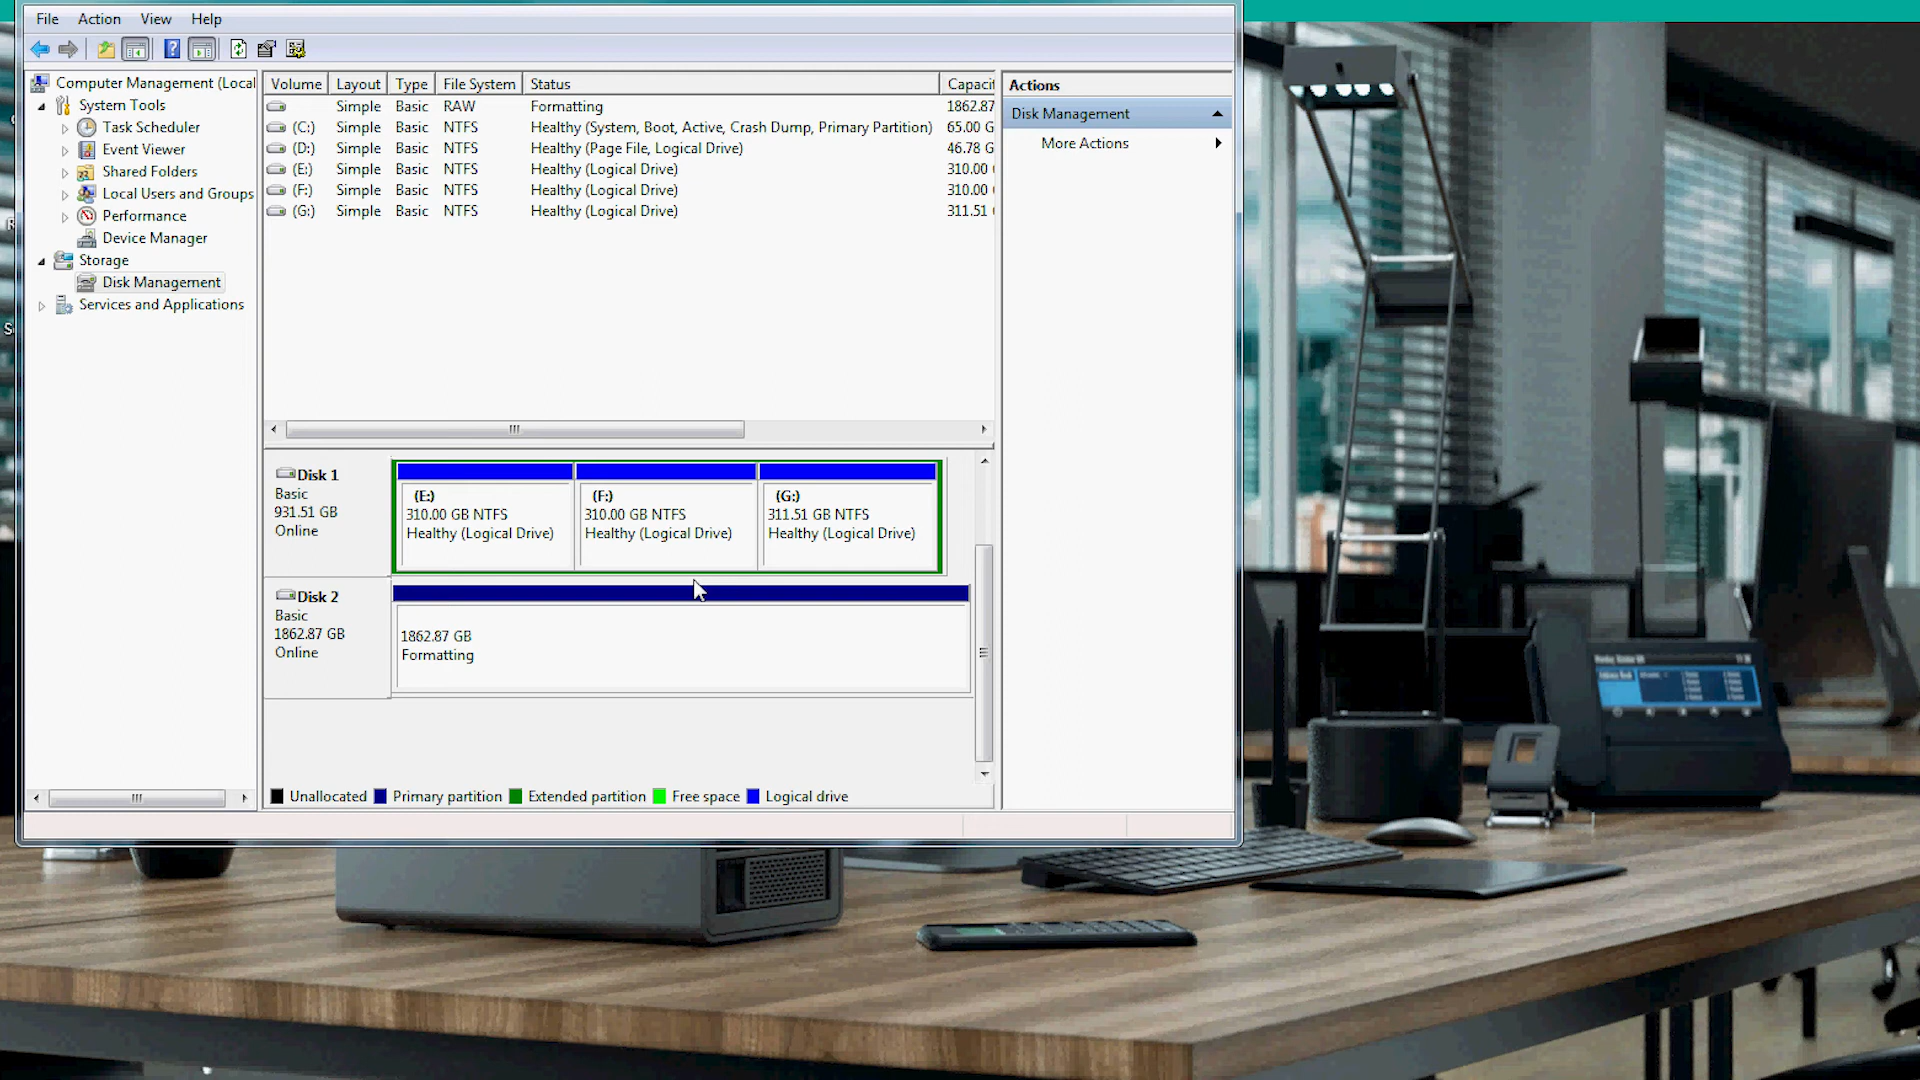 File Action View Help
Computer Management (Local
System Tools
Task Scheduler
Event Viewer
Shared Folders
Local Users and Groups
Performance
Device Manager
Storage
Disk Management
Services and Applications
Volume Layout Type File System Status Capacit
Simple Basic RAW Formatting 1862.87
(C:) Simple Basic NTFS Healthy (System, Boot, Active, Crash Dump, Primary Partition) 65.00 G
(D:) Simple Basic NTFS Healthy (Page File, Logical Drive) 46.78 G
(E:) Simple Basic NTFS Healthy (Logical Drive) 310.00
(F:) Simple Basic NTFS Healthy (Logical Drive) 310.00
(G:) Simple Basic NTFS Healthy (Logical Drive) 311.51
Disk 1
Basic
931.51 GB
Online
(E:)
310.00 GB NTFS
Healthy (Logical Drive)
(F:)
310.00 GB NTFS
Healthy (Logical Drive)
(G:)
311.51 GB NTFS
Healthy (Logical Drive)
Disk 2
Basic
1862.87 GB
Online
1862.87 GB
Formatting
Unallocated Primary partition Extended partition Free space Logical drive
Actions
Disk Management
More Actions